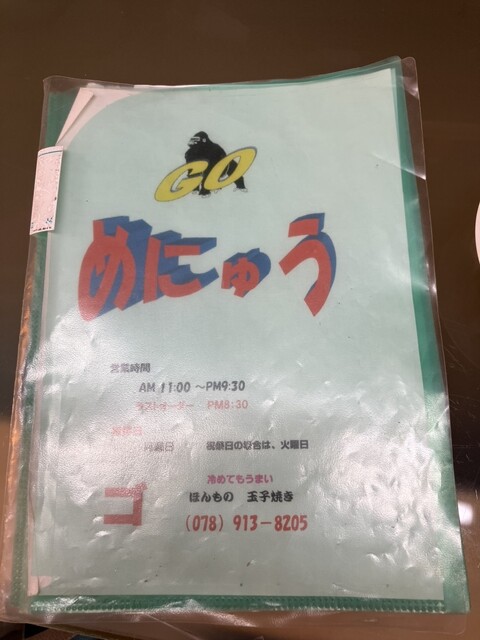 GO
めにゅう
営業時間
AM 11:00 ～PM9:30
ラストオーダー PM8:30
定休日
月曜日 祝祭日の場合は、火曜日
冷めてもうまい
ゴ ほんもの 玉子焼き
(078) 913－8205